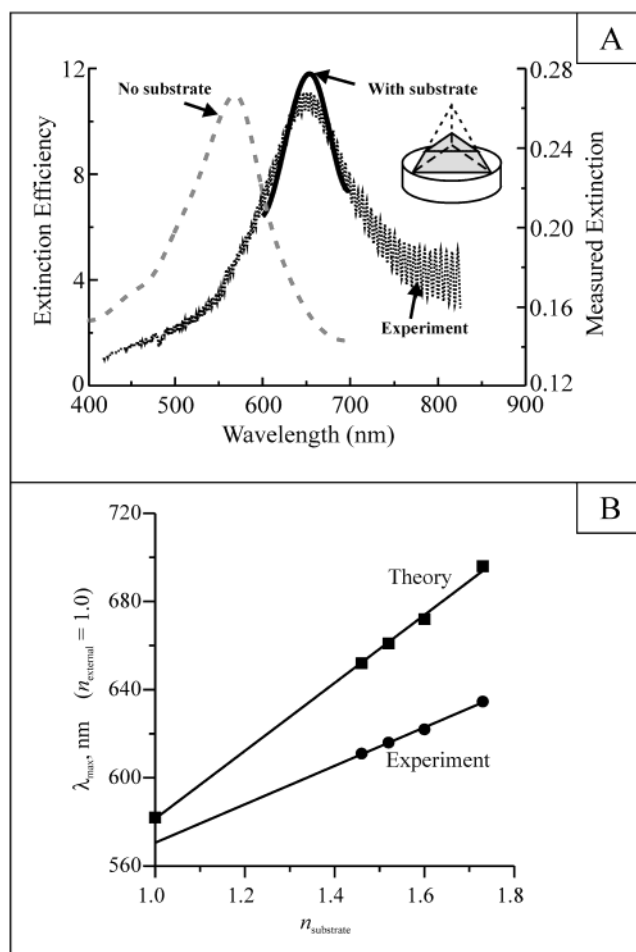 A
12
8
4
0
Extinction Efficiency
No substrate
With substrate
Experiment
0.28
0.24
0.20
0.16
0.12
Measured Extinction
400 500 600 700 800 900
Wavelength (nm)
B
720
680
640
600
560
λmax, nm (nexternal = 1.0)
Theory
Experiment
1.0 1.2 1.4 1.6 1.8
nsubstrate